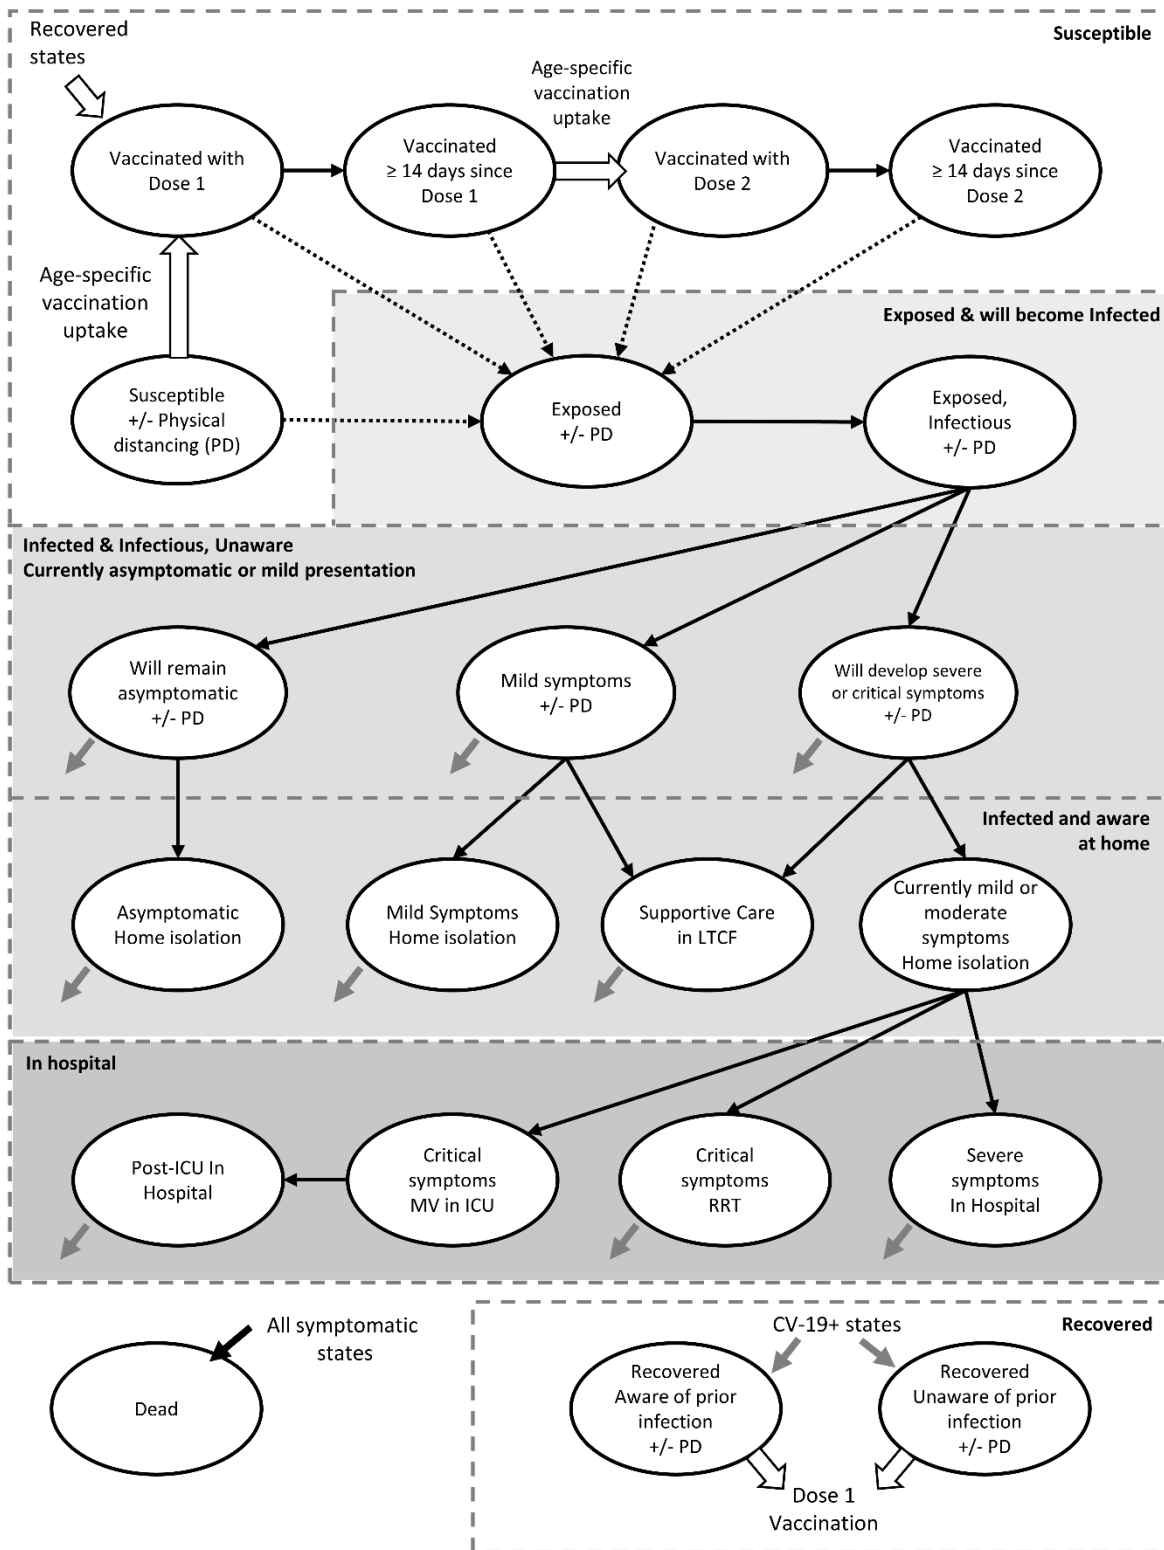 Recovered
states
Susceptible
Age-specific
vaccination
uptake
Vaccinated with
Dose 1
Vaccinated
≥ 14 days since
Dose 1
Vaccinated with
Dose 2
Vaccinated
≥ 14 days since
Dose 2
Age-specific
vaccination
uptake
Exposed & will become Infected
Susceptible
+/- Physical
distancing (PD)
Exposed
+/- PD
Exposed,
Infectious
+/- PD
Infected & Infectious, Unaware
Currently asymptomatic or mild presentation
Will remain
asymptomatic
+/- PD
Mild symptoms
+/- PD
Will develop severe
or critical symptoms
+/- PD
Infected and aware
at home
Asymptomatic
Home isolation
Mild Symptoms
Home isolation
Supportive Care
in LTCF
Currently mild or
moderate
symptoms
Home isolation
In hospital
Post-ICU In
Hospital
Critical
symptoms
MV in ICU
Critical
symptoms
RRT
Severe
symptoms
In Hospital
All symptomatic
states
Dead
CV-19+ states
Recovered
Recovered
Aware of prior
infection
+/- PD
Recovered
Unaware of prior
infection
+/- PD
Dose 1
Vaccination